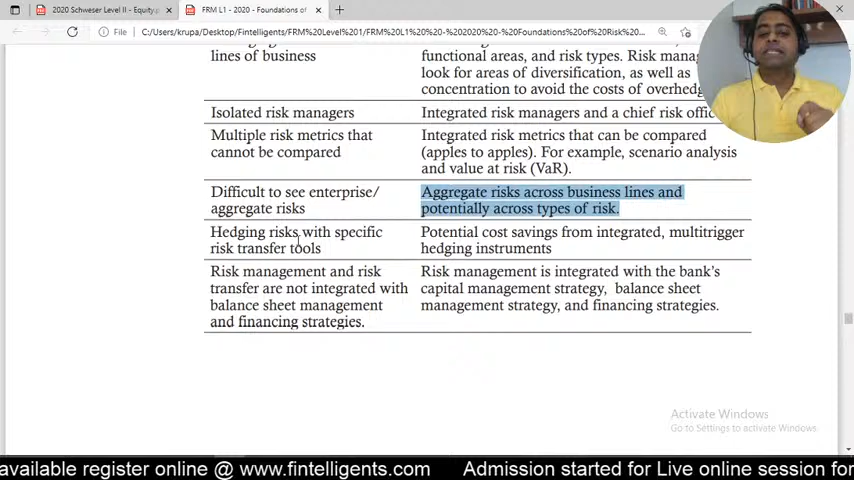 2020 Schweser Level II - Equity.p
FRM L1 - 2020 - Foundations of
File
C:/Users/krupa/Desktop/Fintelligents/FRM%20Level%201/FRM%20L1%20%20-%202020%20-%20Foundations%20of%20Risk%20...
lines of business
functional areas, and risk types. Risk
look for areas of diversification, as well as
concentration to avoid the costs of
Isolated risk managers
Integrated risk managers and a chief risk
Multiple risk metrics that
cannot be compared
Integrated risk metrics that can be compared
(apples to apples). For example, scenario analysis
and value at risk (VaR).
Difficult to see enterprise/
aggregate risks
Aggregate risks across business lines and
potentially across types of risk.
Hedging risks with specific
risk transfer tools
Potential cost savings from integrated, multitrigger
hedging instruments
Risk management and risk
transfer are not integrated with
balance sheet management
and financing strategies.
Risk management is integrated with the bank's
capital management strategy, balance sheet
management strategy, and financing strategies.
Activate Windows
Go to Settings to activate Windows.
available register online @ www.fintelligents.com Admission started for Live online session for